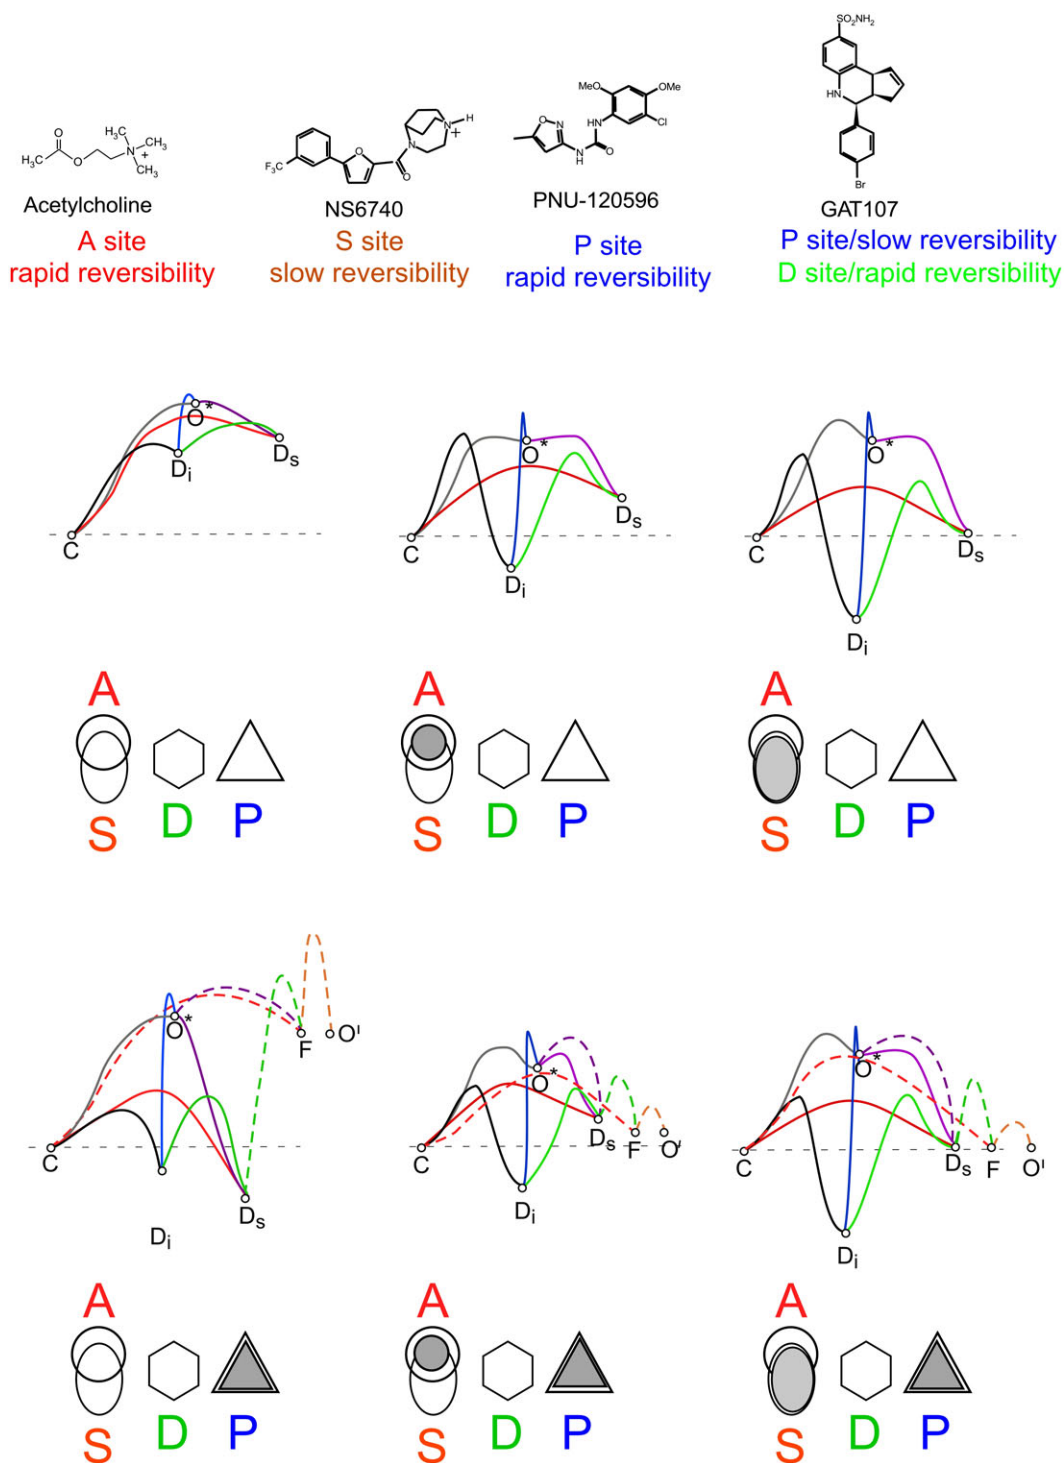 SO₂NH₂
HN
Br
MeO
OMe
Cl
HN
O
N
N
H
O
O
H₃C
O
N
H₃C
CH₃
CH₃
+
F₃C
O
O
N
N
H
+
Acetylcholine
NS6740
PNU-120596
GAT107
A site
rapid reversibility
S site
slow reversibility
P site
rapid reversibility
P site/slow reversibility
D site/rapid reversibility
C
Dᵢ
O*
Dₛ
C
Dᵢ
O*
Dₛ
C
Dᵢ
O*
Dₛ
A
S D P
A
S D P
A
S D P
C
O*
Dᵢ
Dₛ
F
O'
C
O*
Dᵢ
Dₛ
F
O'
C
O*
Dᵢ
Dₛ
F
O'
A
S D P
A
S D P
A
S D P